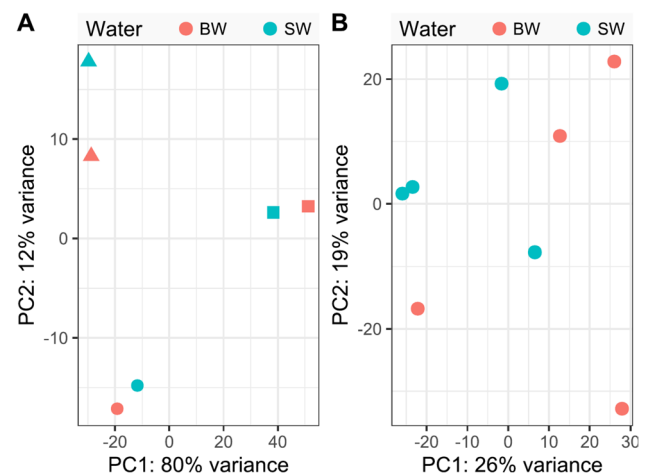 A Water BW SW
10
0
-10
PC2: 12% variance
-20 0 20 40
PC1: 80% variance
B Water BW SW
20
0
-20
PC2: 19% variance
-20 -10 0 10 20 30
PC1: 26% variance